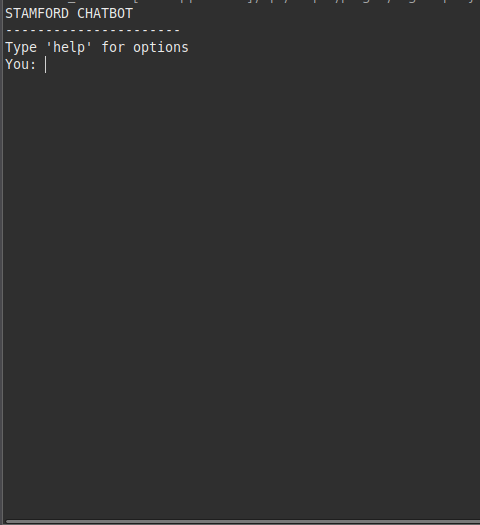 STAMFORD CHATBOT
----------------------
Type 'help' for options
You: